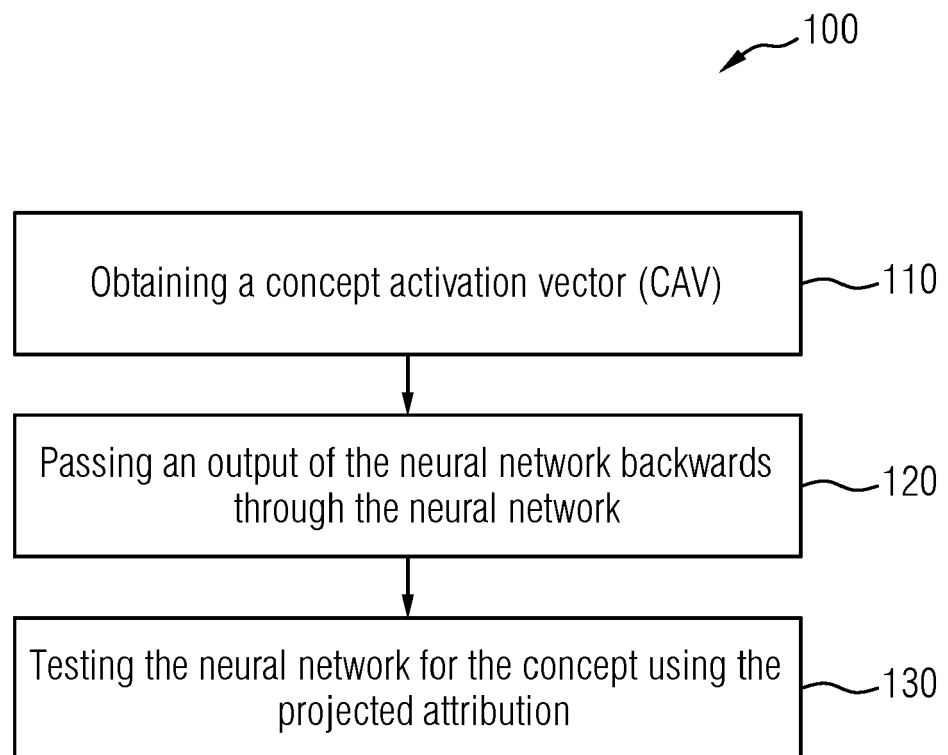 100
Obtaining a concept activation vector (CAV)
110
Passing an output of the neural network backwards
through the neural network
120
Testing the neural network for the concept using the
projected attribution
130